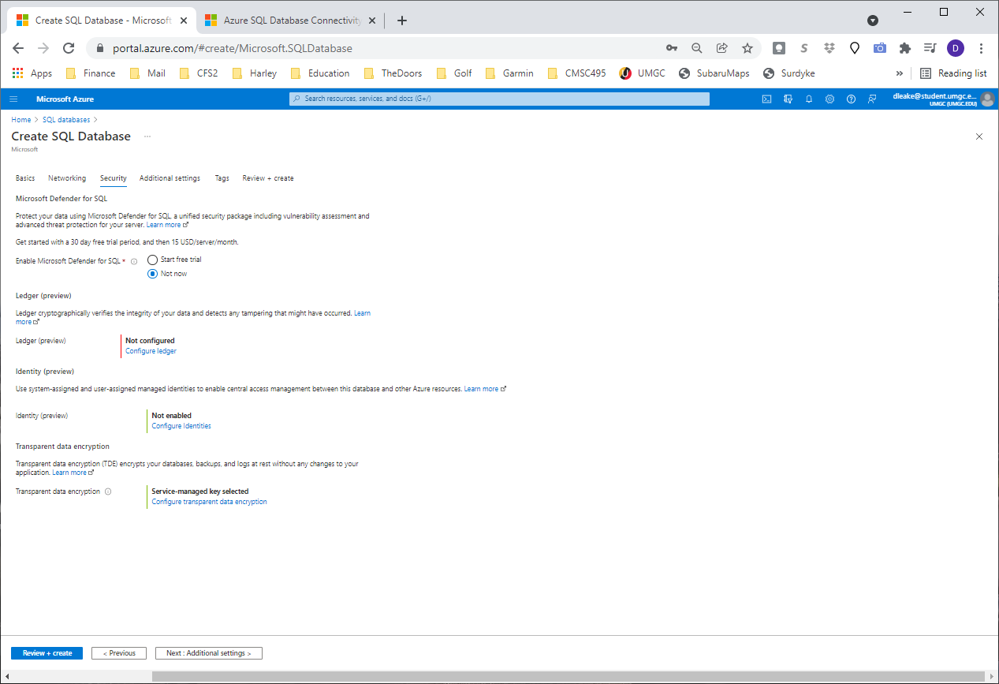 Create SQL Database - Microsoft
Azure SQL Database Connectivity
portal.azure.com/#create/Microsoft.SQLDatabase
S
D
Apps Finance Mail CFS2 Harley Education TheDoors Golf Garmin CMSC495 UMGC SubaruMaps Surdyke » Reading list
Microsoft Azure
Search resources, services, and docs (G+/)
dleake@student.umgc.e...
UMGC (UMGC.EDU)
Home > SQL databases >
Create SQL Database ...
Microsoft
Basics Networking Security Additional settings Tags Review + create
Microsoft Defender for SQL
Protect your data using Microsoft Defender for SQL, a unified security package including vulnerability assessment and
advanced threat protection for your server. Learn more
Get started with a 30 day free trial period, and then 15 USD/server/month.
Enable Microsoft Defender for SQL * Start free trial
Not now
Ledger (preview)
Ledger cryptographically verifies the integrity of your data and detects any tampering that might have occurred. Learn
more
Ledger (preview) Not configured
Configure ledger
Identity (preview)
Use system-assigned and user-assigned managed identities to enable central access management between this database and other Azure resources. Learn more
Identity (preview) Not enabled
Configure Identities
Transparent data encryption
Transparent data encryption (TDE) encrypts your databases, backups, and logs at rest without any changes to your
application. Learn more
Transparent data encryption Service-managed key selected
Configure transparent data encryption
Review + create < Previous Next : Additional settings >